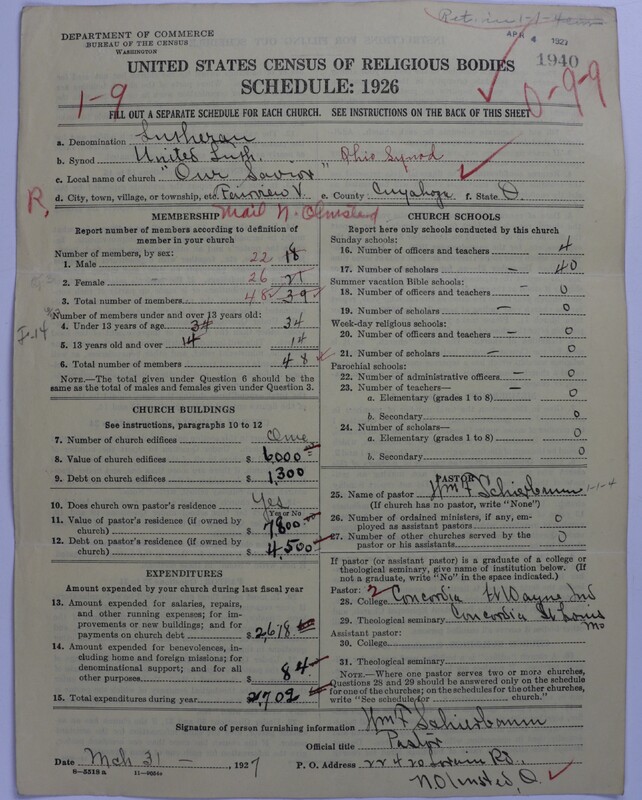 DEPARTMENT OF COMMERCE
BUREAU OF THE CENSUS
WASHINGTON
APR 4 1927
1940
UNITED STATES CENSUS OF RELIGIOUS BODIES
SCHEDULE: 1926
1-9
0-9-9
FILL OUT A SEPARATE SCHEDULE FOR EACH CHURCH. SEE INSTRUCTIONS ON THE BACK OF THIS SHEET
a. Denomination Lutheran
b. Synod United Luth. Ohio Synod
c. Local name of church "Our Savior"
d. City, town, village, or township, etc. Fairview V. e. County Cuyahoga f. State O.
R,
Mail N. Olmsted
MEMBERSHIP
Report number of members according to definition of member in your church
Number of members, by sex:
1. Male 22 18
2. Female 26 21
3. Total number of members 48 39
Number of members under and over 13 years old:
4. Under 13 years of age 34 34
5. 13 years old and over 14 14
6. Total number of members 48
NOTE.—The total given under Question 6 should be the same as the total of males and females given under Question 3.
CHURCH BUILDINGS
See instructions, paragraphs 10 to 12
7. Number of church edifices One
8. Value of church edifices $ 6,000
9. Debt on church edifices $ 1,300
10. Does church own pastor's residence Yes
(Yes or No)
11. Value of pastor's residence (if owned by church) $ 7,800
12. Debt on pastor's residence (if owned by church) $ 4,500
EXPENDITURES
Amount expended by your church during last fiscal year
13. Amount expended for salaries, repairs, and other running expenses; for improvements or new buildings; and for payments on church debt $ 2,678
14. Amount expended for benevolences, including home and foreign missions; for denominational support; and for all other purposes $ 84
15. Total expenditures during year 2,702
CHURCH SCHOOLS
Report here only schools conducted by this church
Sunday schools:
16. Number of officers and teachers 4
17. Number of scholars — 40
Summer vacation Bible schools:
18. Number of officers and teachers — 0
19. Number of scholars — 0
Week-day religious schools:
20. Number of officers and teachers — 0
21. Number of scholars — 0
Parochial schools:
22. Number of administrative officers — 0
23. Number of teachers—
a. Elementary (grades 1 to 8) 0
b. Secondary 0
24. Number of scholars—
a. Elementary (grades 1 to 8) 0
b. Secondary 0
PASTOR
25. Name of pastor Wm F Schierbaum 1-1-4
(If church has no pastor, write "None")
26. Number of ordained ministers, if any, employed as assistant pastors 0
27. Number of other churches served by the pastor or his assistants 0
If pastor (or assistant pastor) is a graduate of a college or theological seminary, give name of institution below. (If not a graduate, write "No" in the space indicated.)
Pastor: 2
28. College Concordia Ft Wayne Ind
29. Theological seminary Concordia St Louis Mo
Assistant pastor:
30. College
31. Theological seminary
NOTE.—Where one pastor serves two or more churches, Questions 28 and 29 should be answered only on the schedule for one of the churches; on the schedules for the other churches, write "See schedule for church."
Signature of person furnishing information Wm F Schierbaum
Official title Pastor
Date Mch 31 —, 1927 P. O. Address 22420 Lorain Rd.,
N Olmsted, O.
8—5518 a